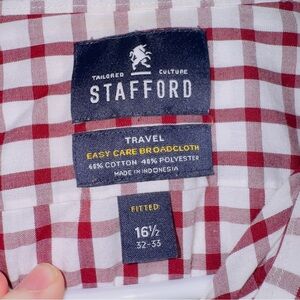 TAILORED CULTURE
STAFFORD
TRAVEL
EASY CARE BROADCLOTH
60% COTTON 40% POLYESTER
MADE IN INDONESIA
FITTED
16½
32-33